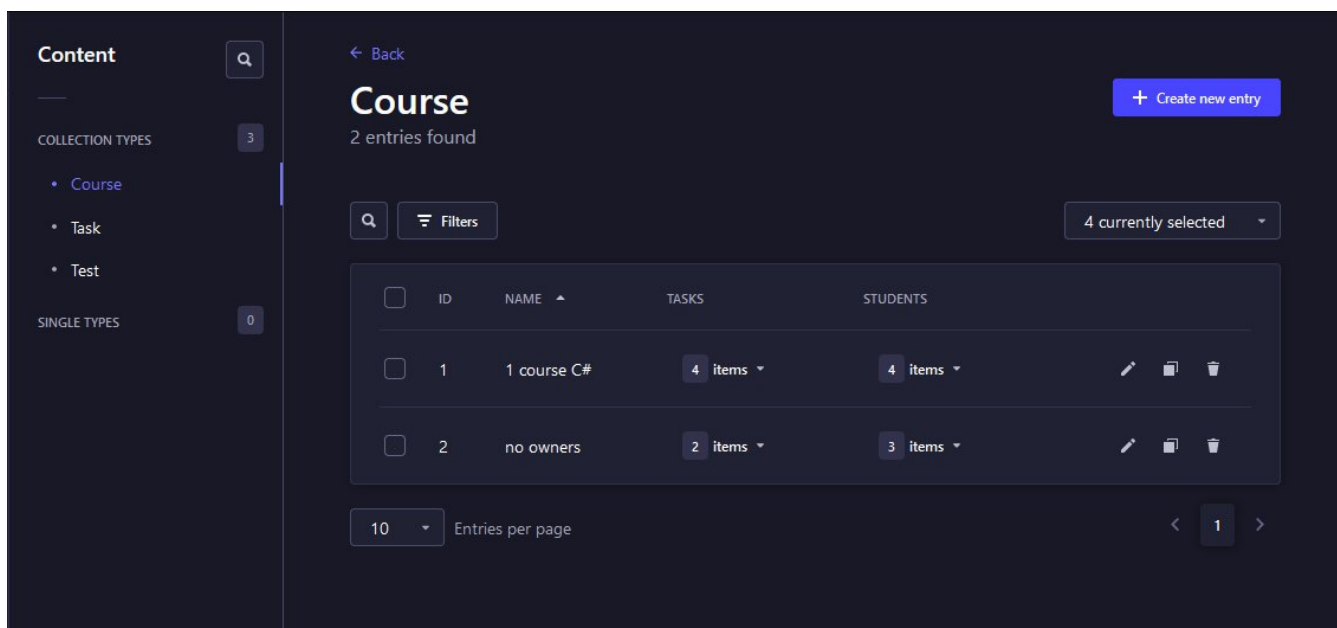 Content
COLLECTION TYPES 3
Course
Task
Test
SINGLE TYPES 0
Back
Course
2 entries found
Create new entry
Filters
4 currently selected
ID NAME TASKS STUDENTS
1 1 course C# 4 items 4 items
2 no owners 2 items 3 items
10 Entries per page
1